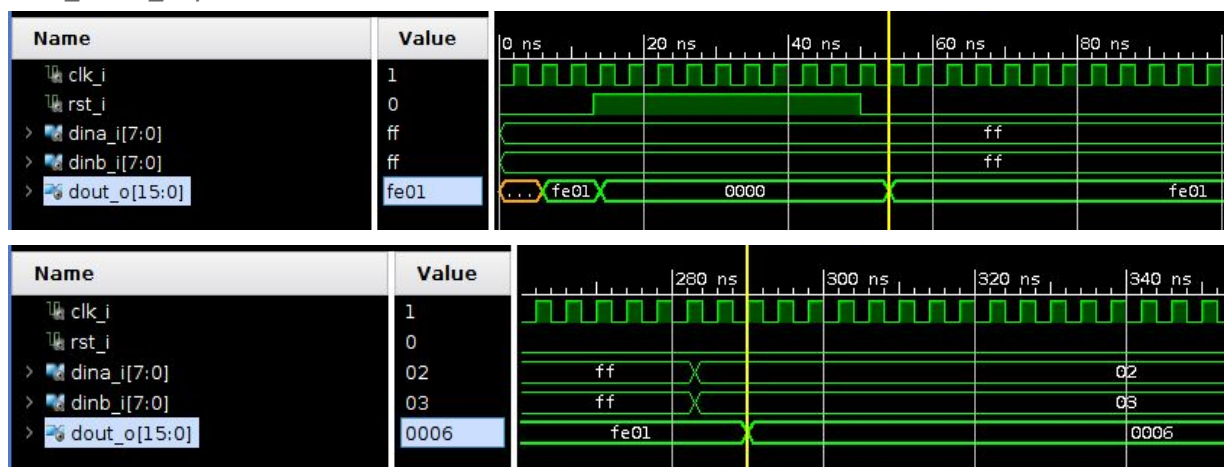 Name Value 0 ns 20 ns 40 ns 60 ns 80 ns
clk_i 1
rst_i 0
dina_i[7:0] ff ff
dinb_i[7:0] ff ff
dout_o[15:0] fe01 ... fe01 0000 fe01
Name Value 280 ns 300 ns 320 ns 340 ns
clk_i 1
rst_i 0
dina_i[7:0] 02 ff 02
dinb_i[7:0] 03 ff 03
dout_o[15:0] 0006 fe01 0006